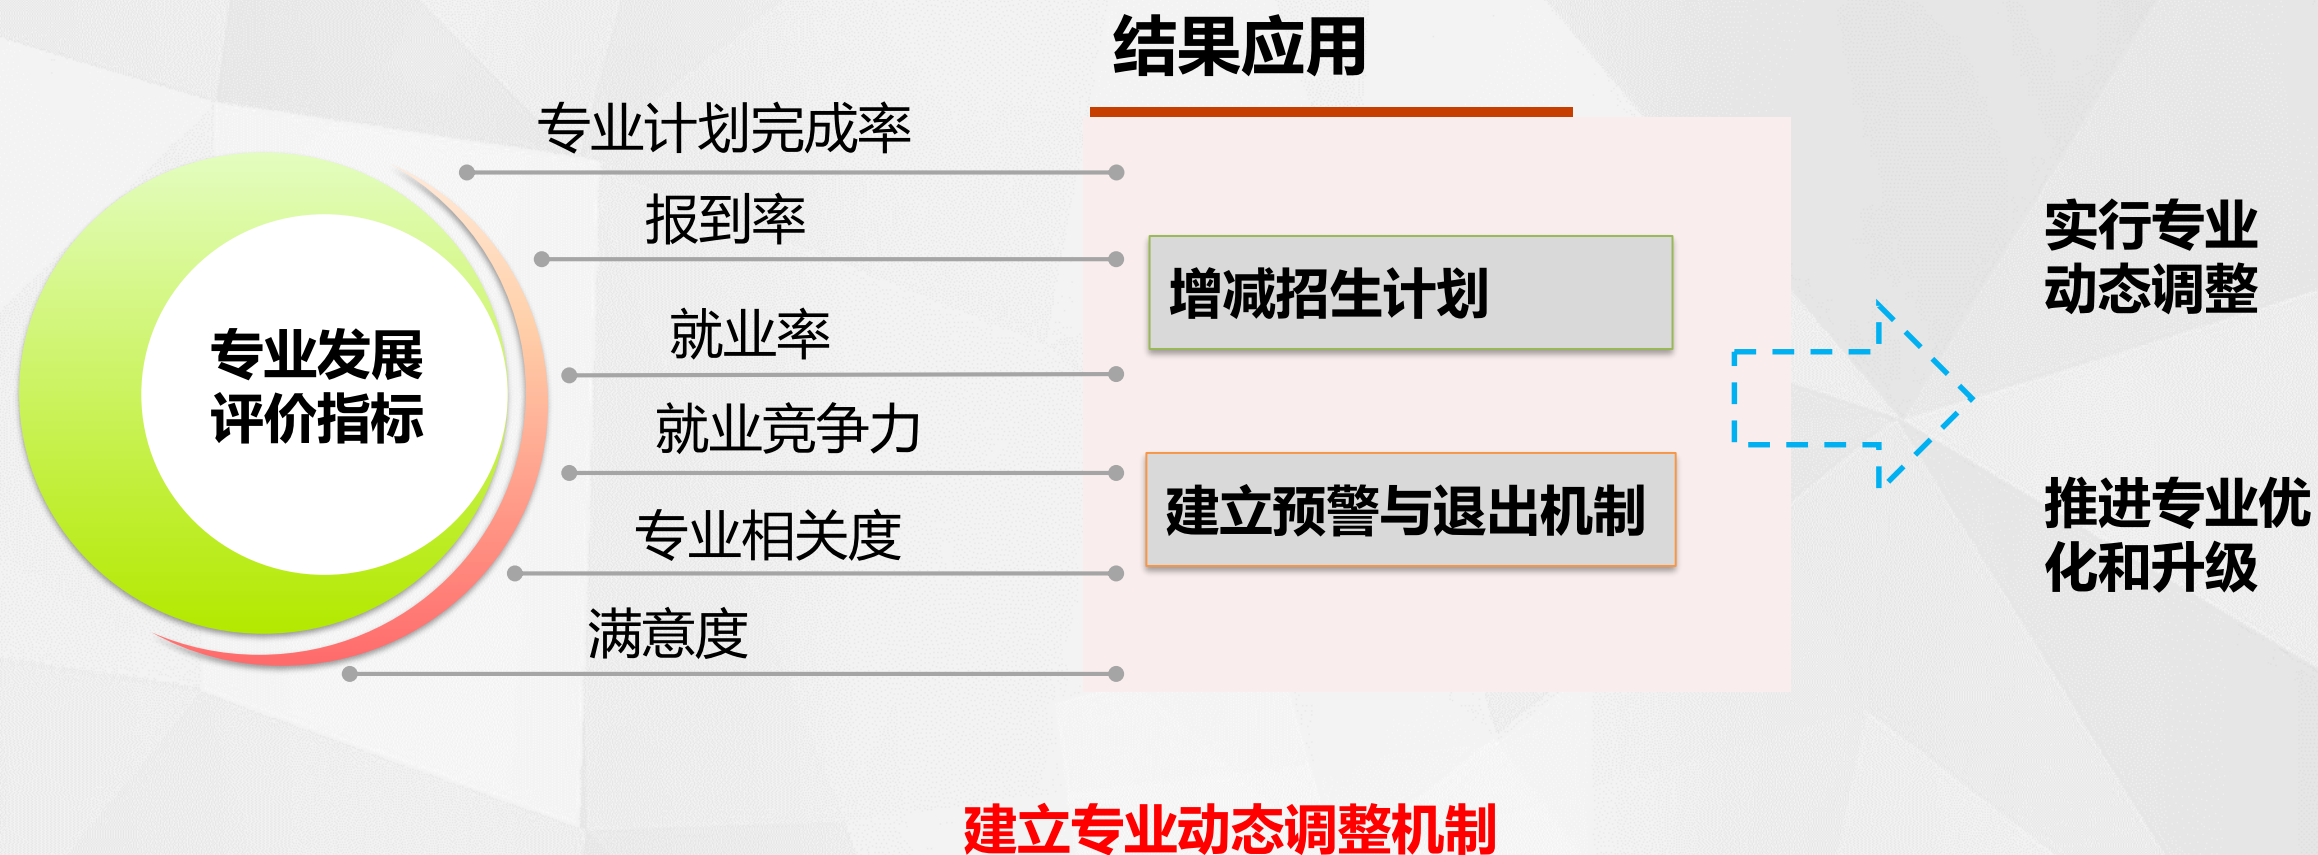 结果应用
专业计划完成率
报到率
就业率
就业竞争力
专业相关度
满意度
专业发展
评价指标
增减招生计划
建立预警与退出机制
实行专业
动态调整
推进专业优
化和升级
建立专业动态调整机制